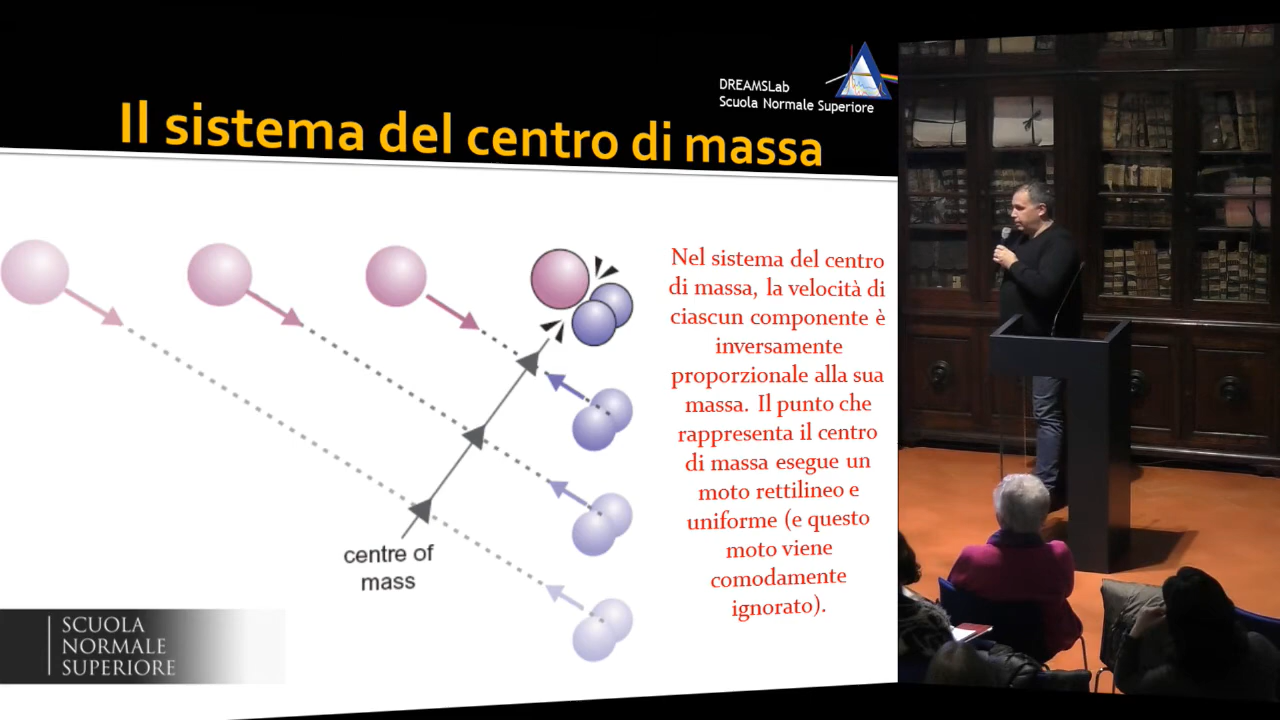 DREAMSLab
Scuola Normale Superiore
Il sistema del centro di massa
Nel sistema del centro
di massa, la velocità di
ciascun componente è
inversamente
proporzionale alla sua
massa. Il punto che
rappresenta il centro
di massa esegue un
moto rettilineo e
uniforme (e questo
moto viene
comodamente
ignorato).
centre of
mass
SCUOLA
NORMALE
SUPERIORE